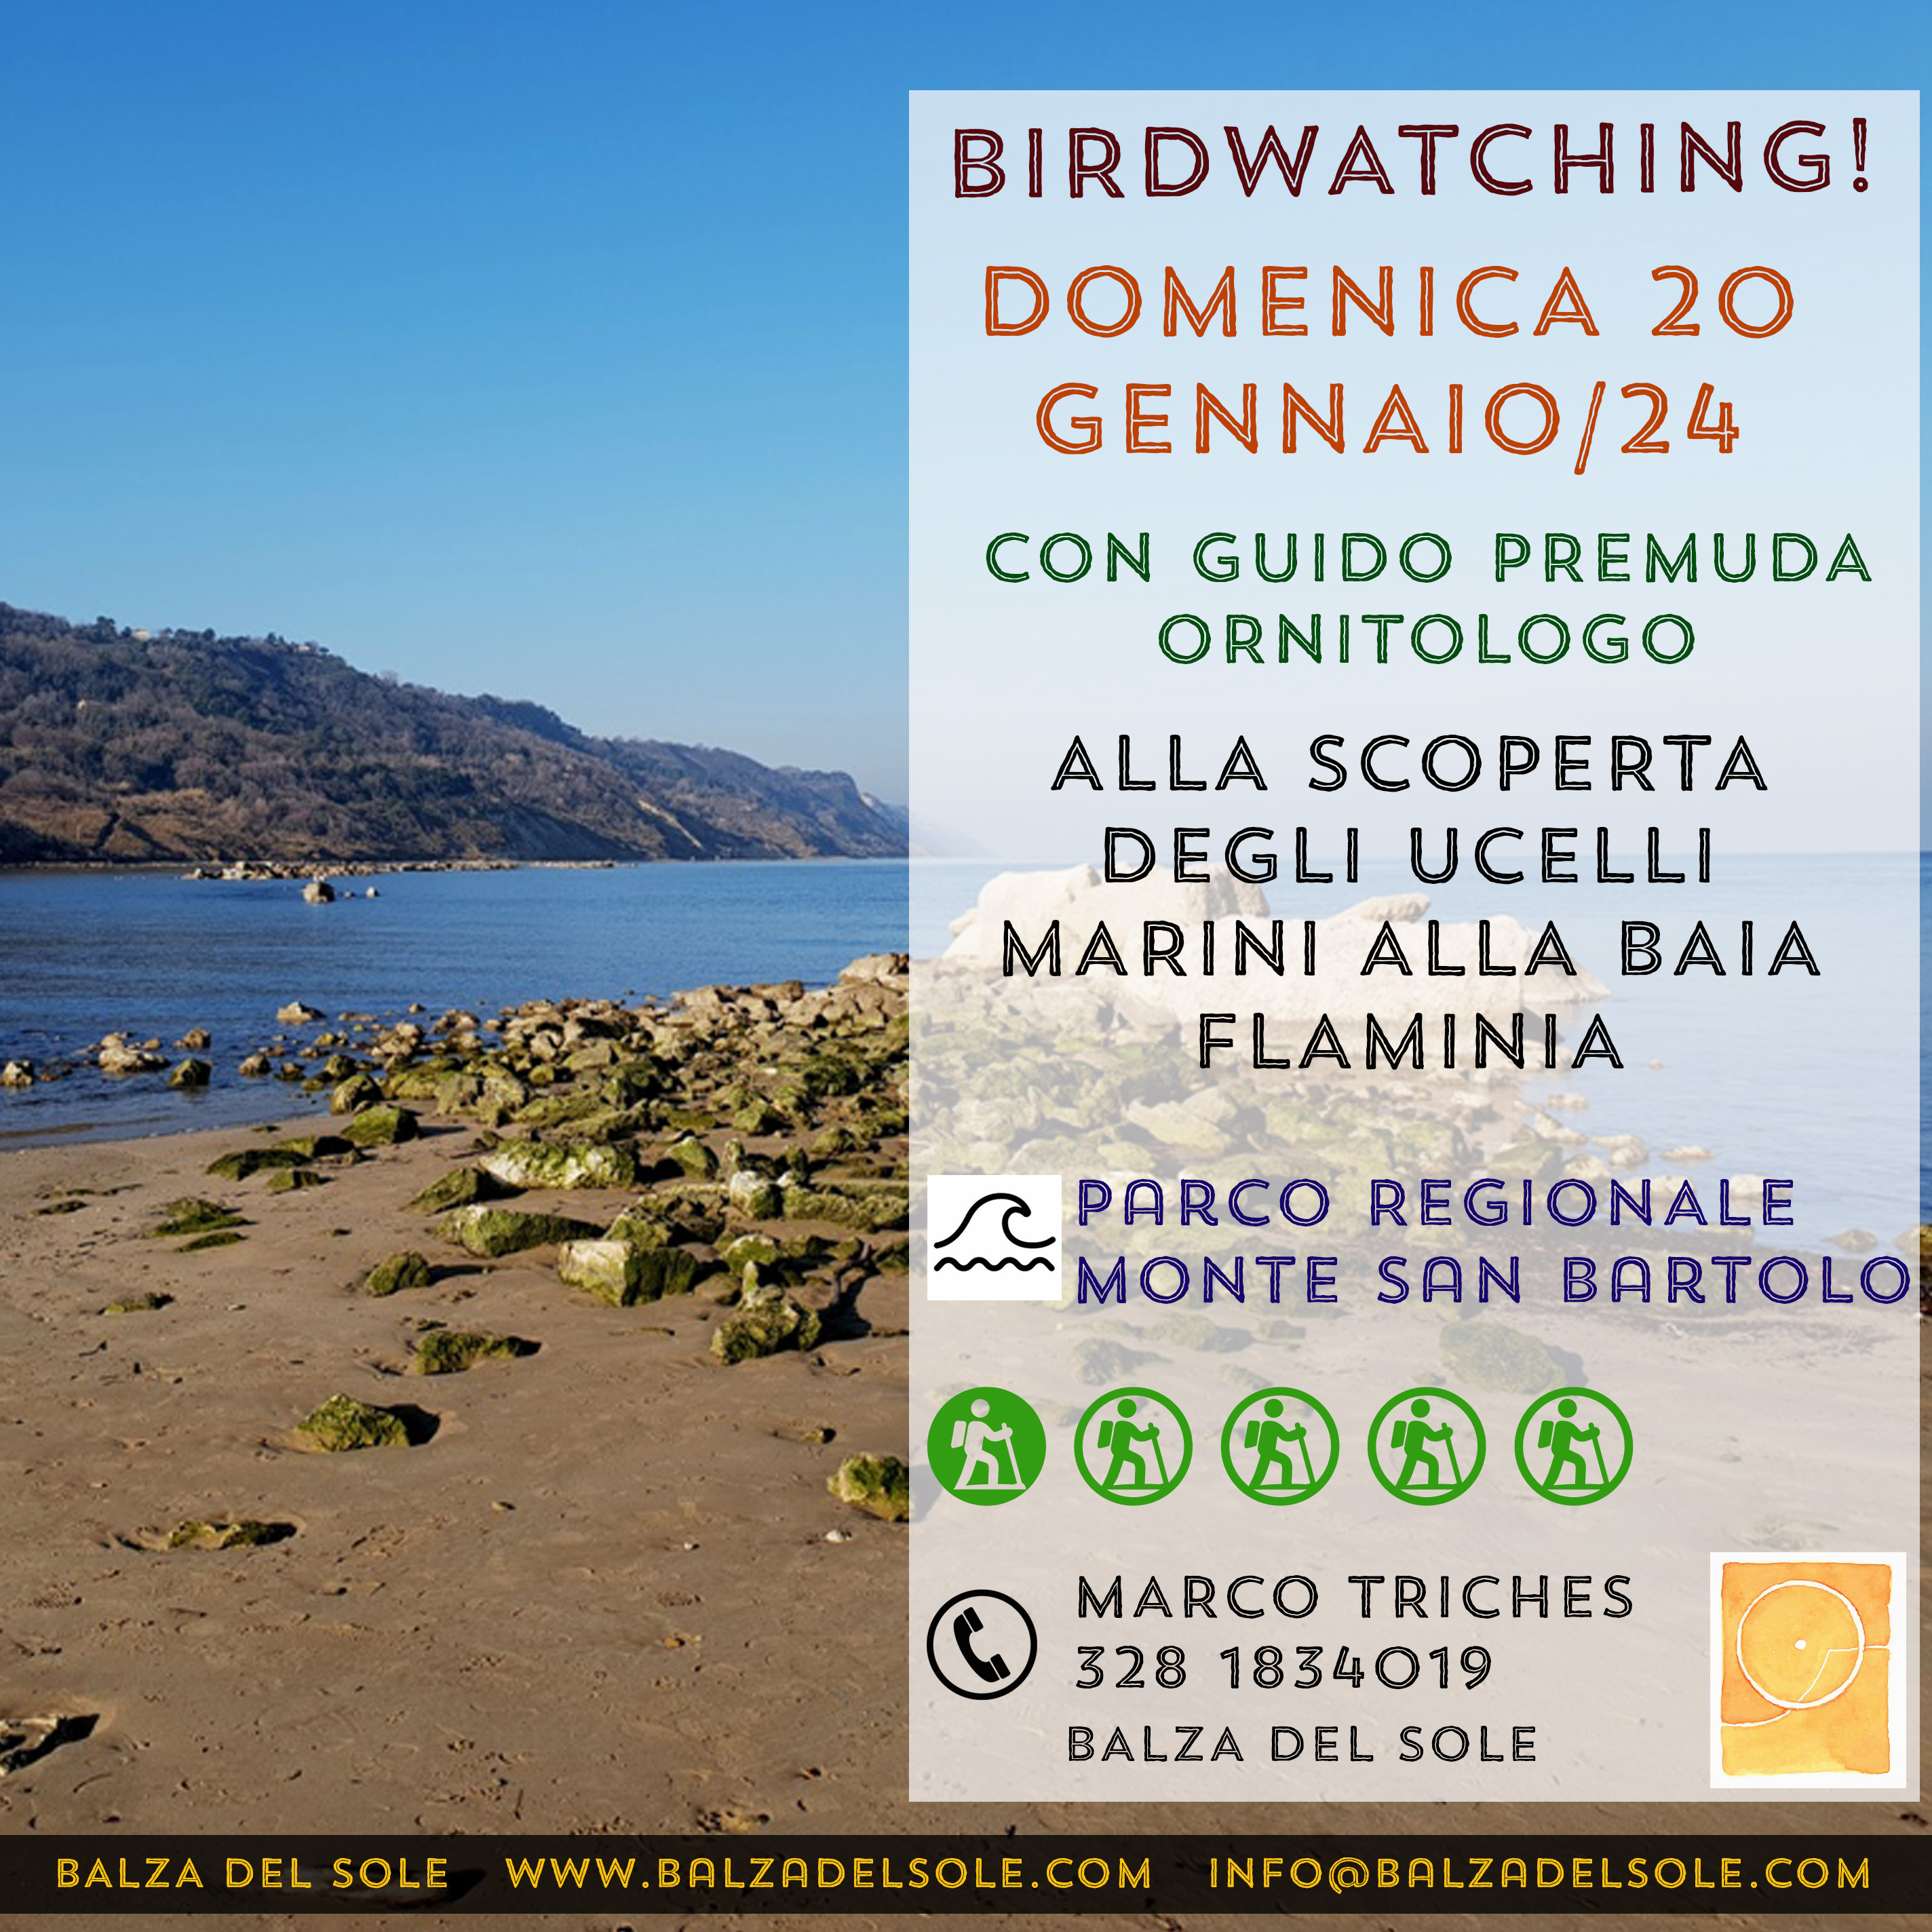 BIRDWATCHING!
DOMENICA 20
GENNAIO/24
CON GUIDO PREMUDA
ORNITOLOGO
ALLA SCOPERTA
DEGLI UCELLI
MARINI ALLA BAIA
FLAMINIA
PARCO REGIONALE
MONTE SAN BARTOLO
MARCO TRICHES
328 1834019
BALZA DEL SOLE
BALZA DEL SOLE WWW.BALZADELSOLE.COM INFO@BALZADELSOLE.COM